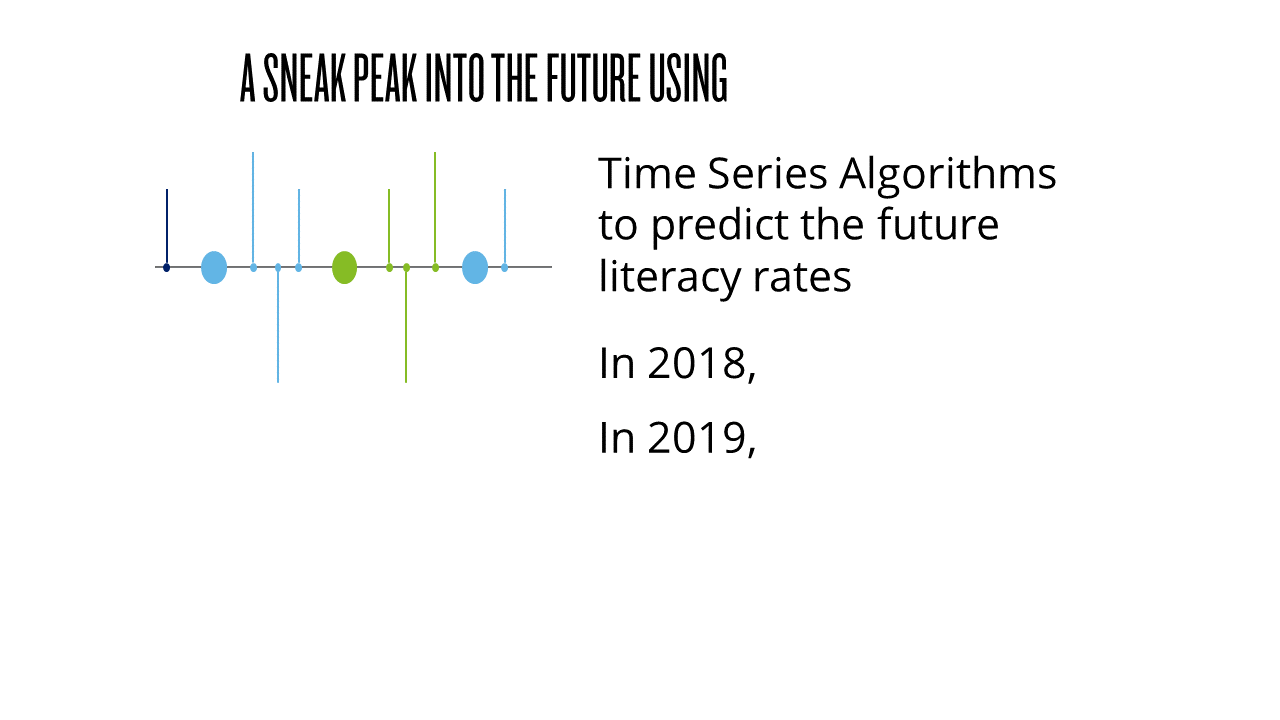 A SNEAK PEAK INTO THE FUTURE USING
Time Series Algorithms
to predict the future
literacy rates
In 2018,
In 2019,